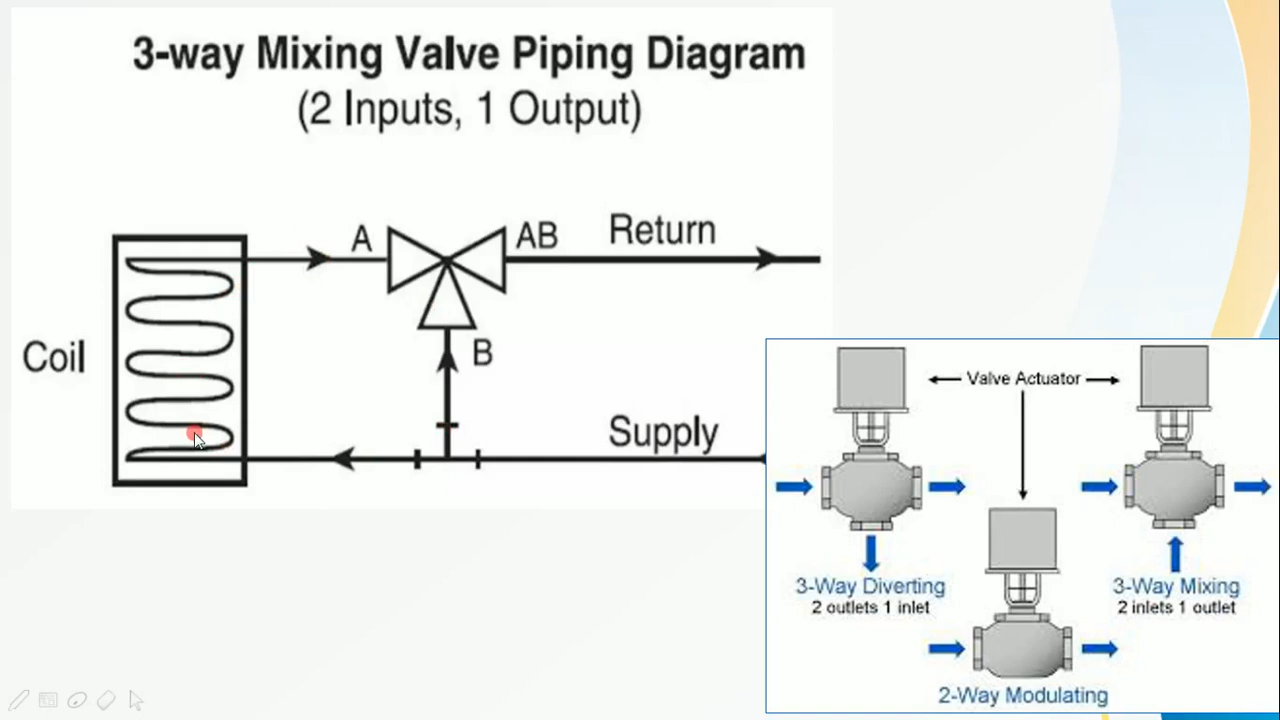 3-way Mixing Valve Piping Diagram
(2 Inputs, 1 Output)
A
AB
Return
Coil
B
Supply
Valve Actuator
3-Way Diverting
2 outlets 1 inlet
3-Way Mixing
2 inlets 1 outlet
2-Way Modulating